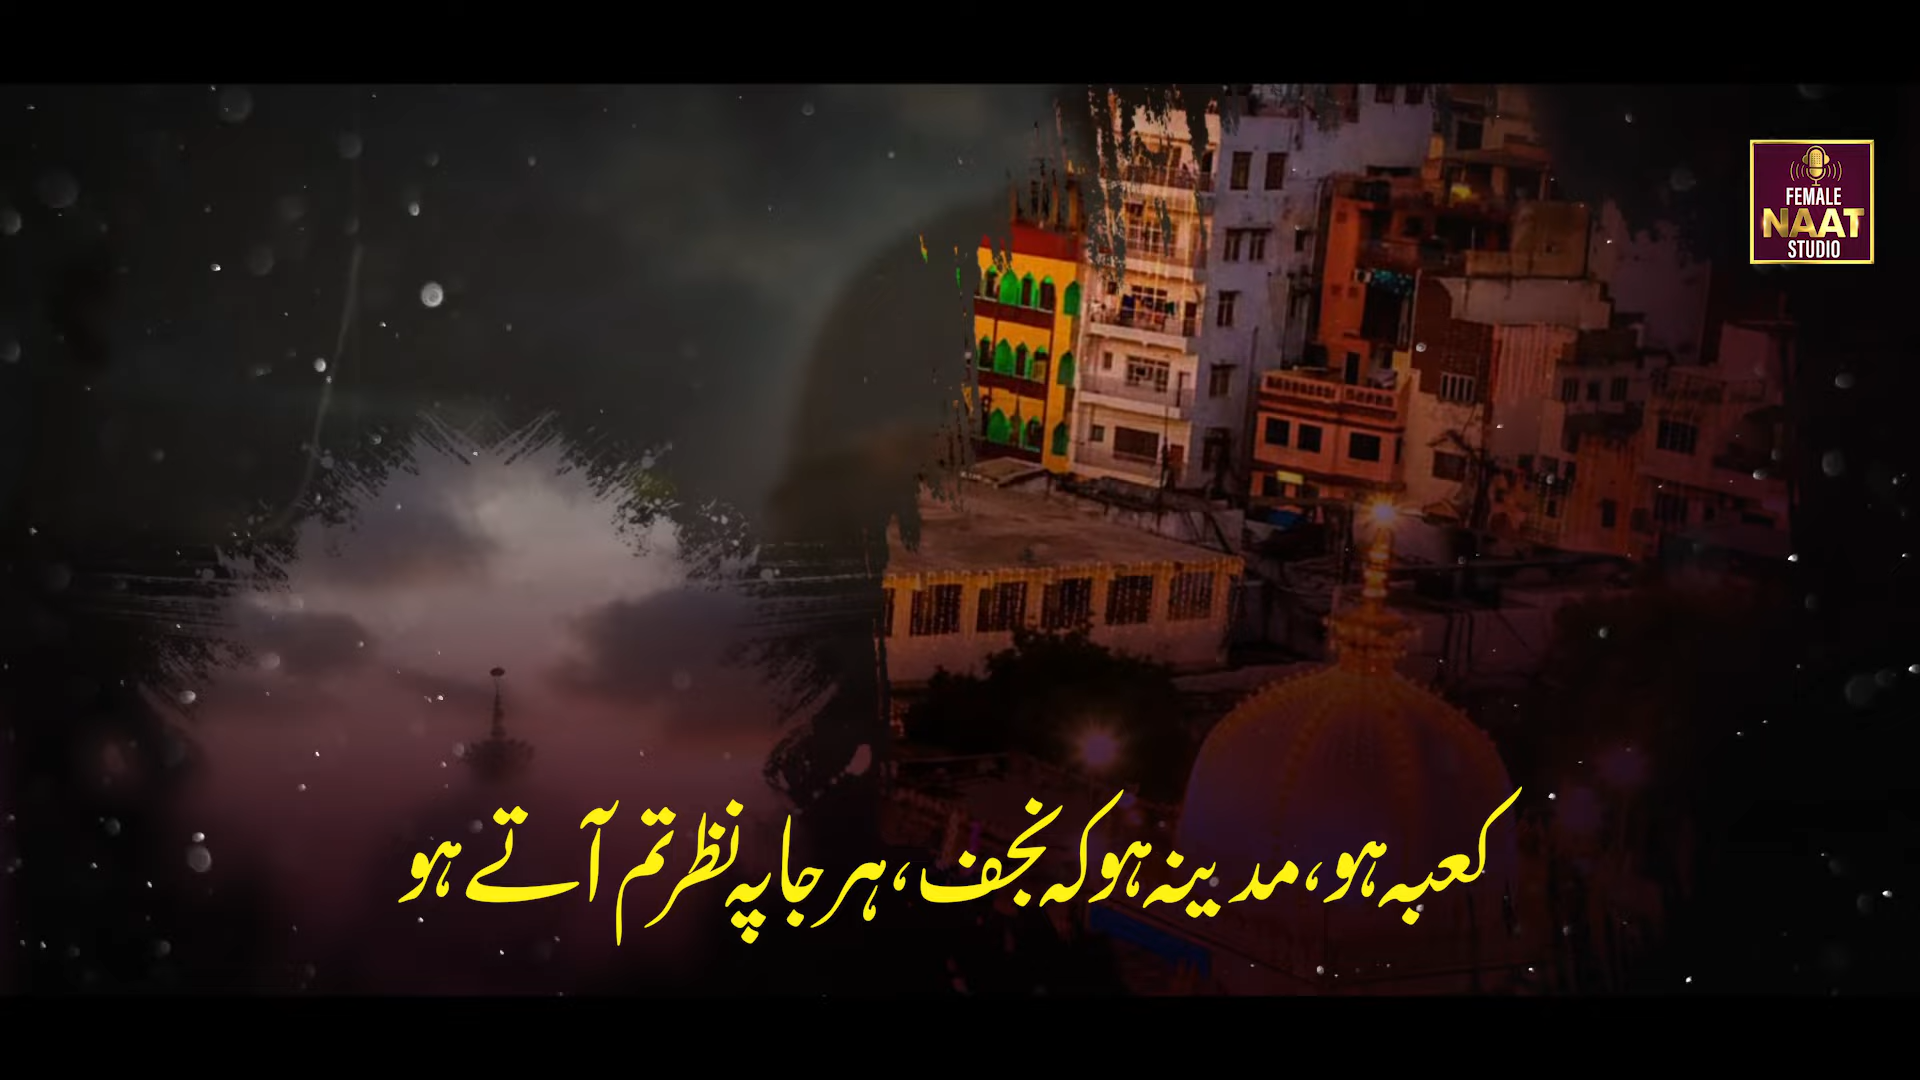 FEMALE
NAAT
STUDIO
کعبہ ہو، مدینہ ہو کہ نجف، ہر جا پہ نظر تم آتے ہو